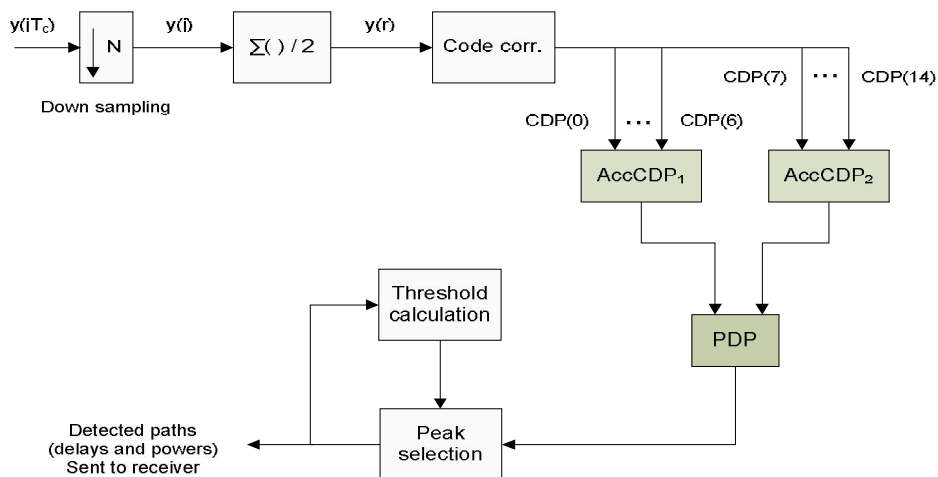 y(jTc) y(j) y(r)
N
∑( ) / 2
Code corr.
Down sampling
CDP(7) ... CDP(14)
CDP(0) ... CDP(6)
AccCDP₁ AccCDP₂
Threshold
calculation
PDP
Detected paths
(delays and powers)
Sent to receiver
Peak
selection